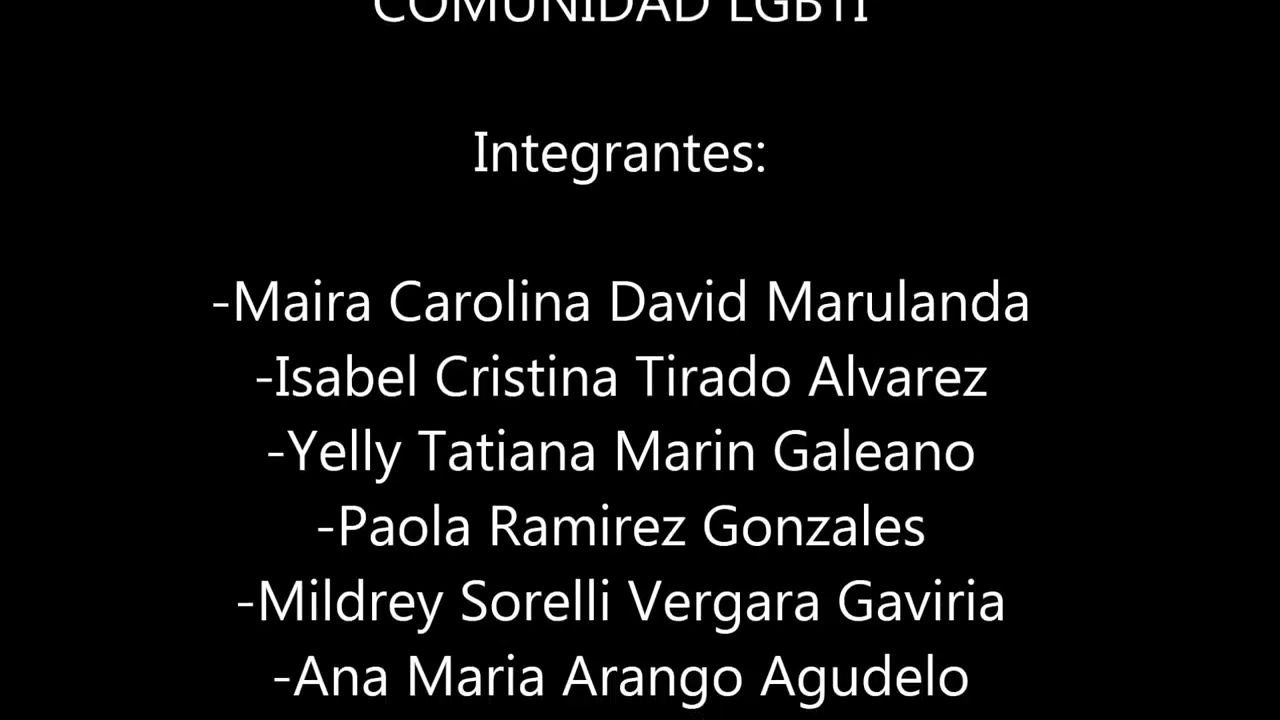 COMUNIDAD LGBTI
Integrantes:
-Maira Carolina David Marulanda
-Isabel Cristina Tirado Alvarez
-Yelly Tatiana Marin Galeano
-Paola Ramirez Gonzales
-Mildrey Sorelli Vergara Gaviria
-Ana Maria Arango Agudelo